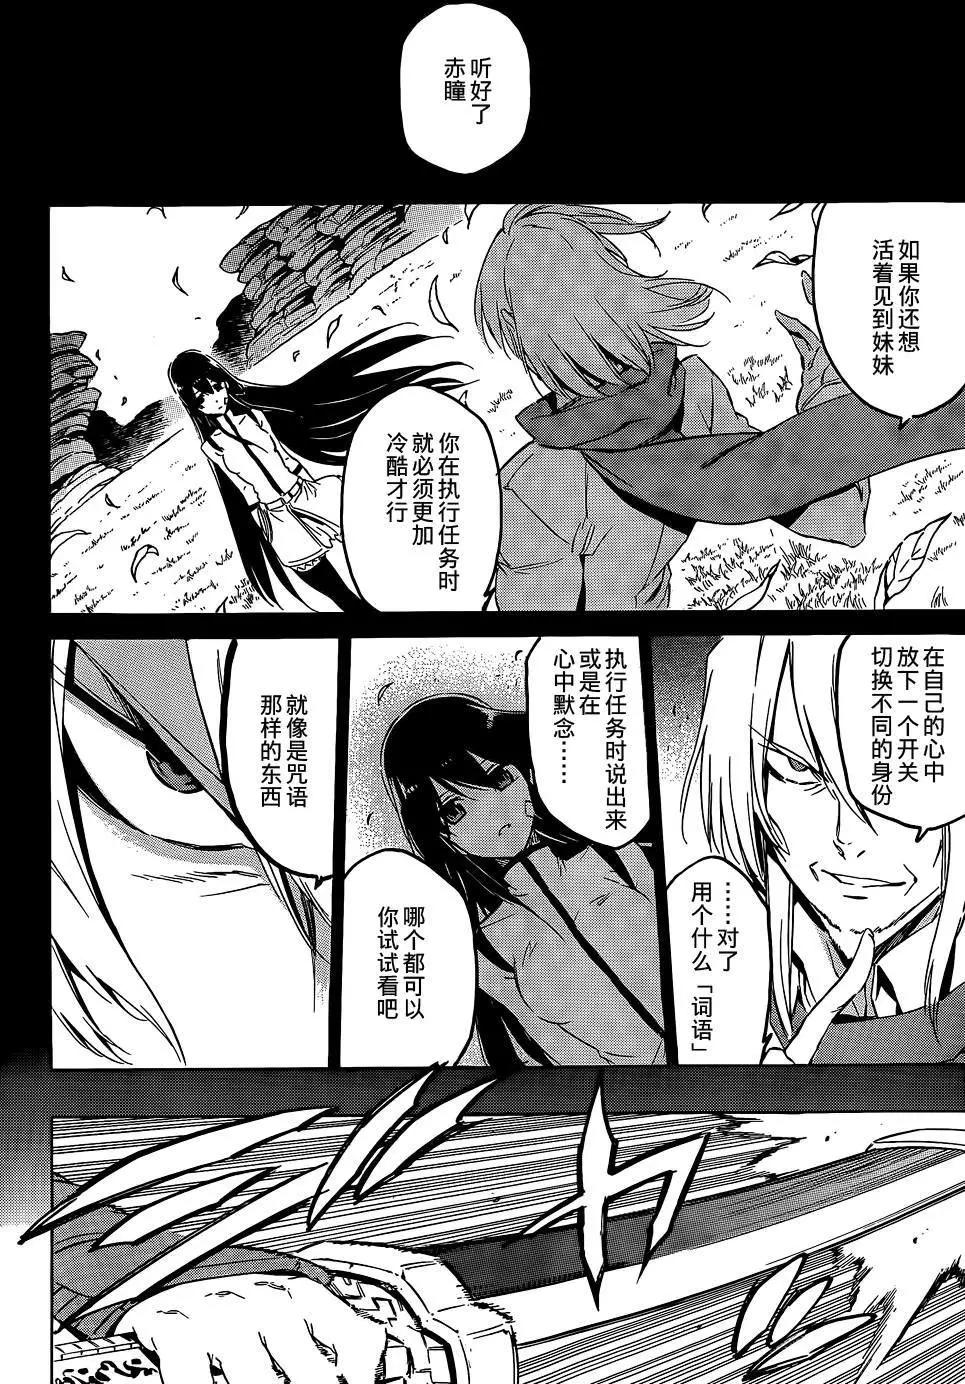 听好了
赤瞳
如果你还想
活着见到妹妹
你在执行任务时
就必须更加
冷酷才行
在自己的心中
放下一个开关
切换不同的身份
……对了
用个什么「词语」
执行任务时说出来
或是在
心中默念……
哪个都可以
你试试看吧
就像是咒语
那样的东西
ガ